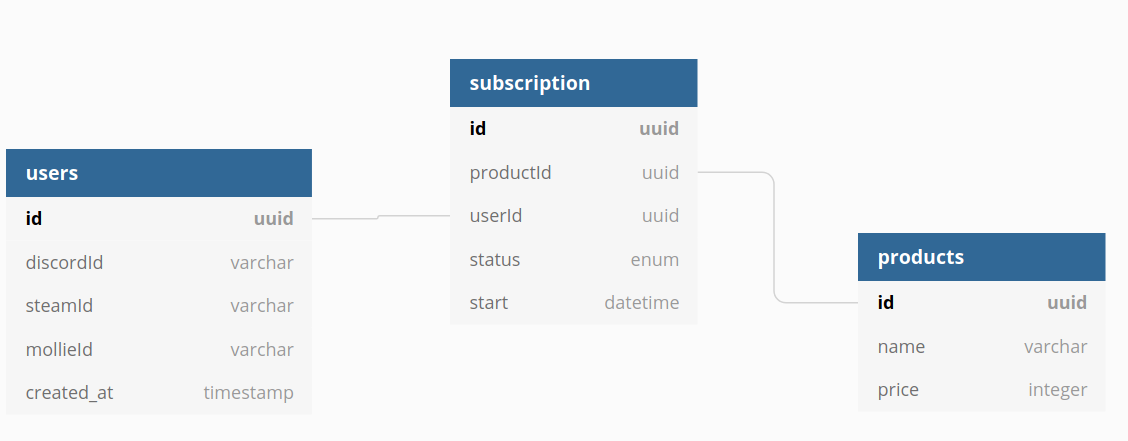 users
id uuid
discordId varchar
steamId varchar
mollieId varchar
created_at timestamp
subscription
id uuid
productId uuid
userId uuid
status enum
start datetime
products
id uuid
name varchar
price integer